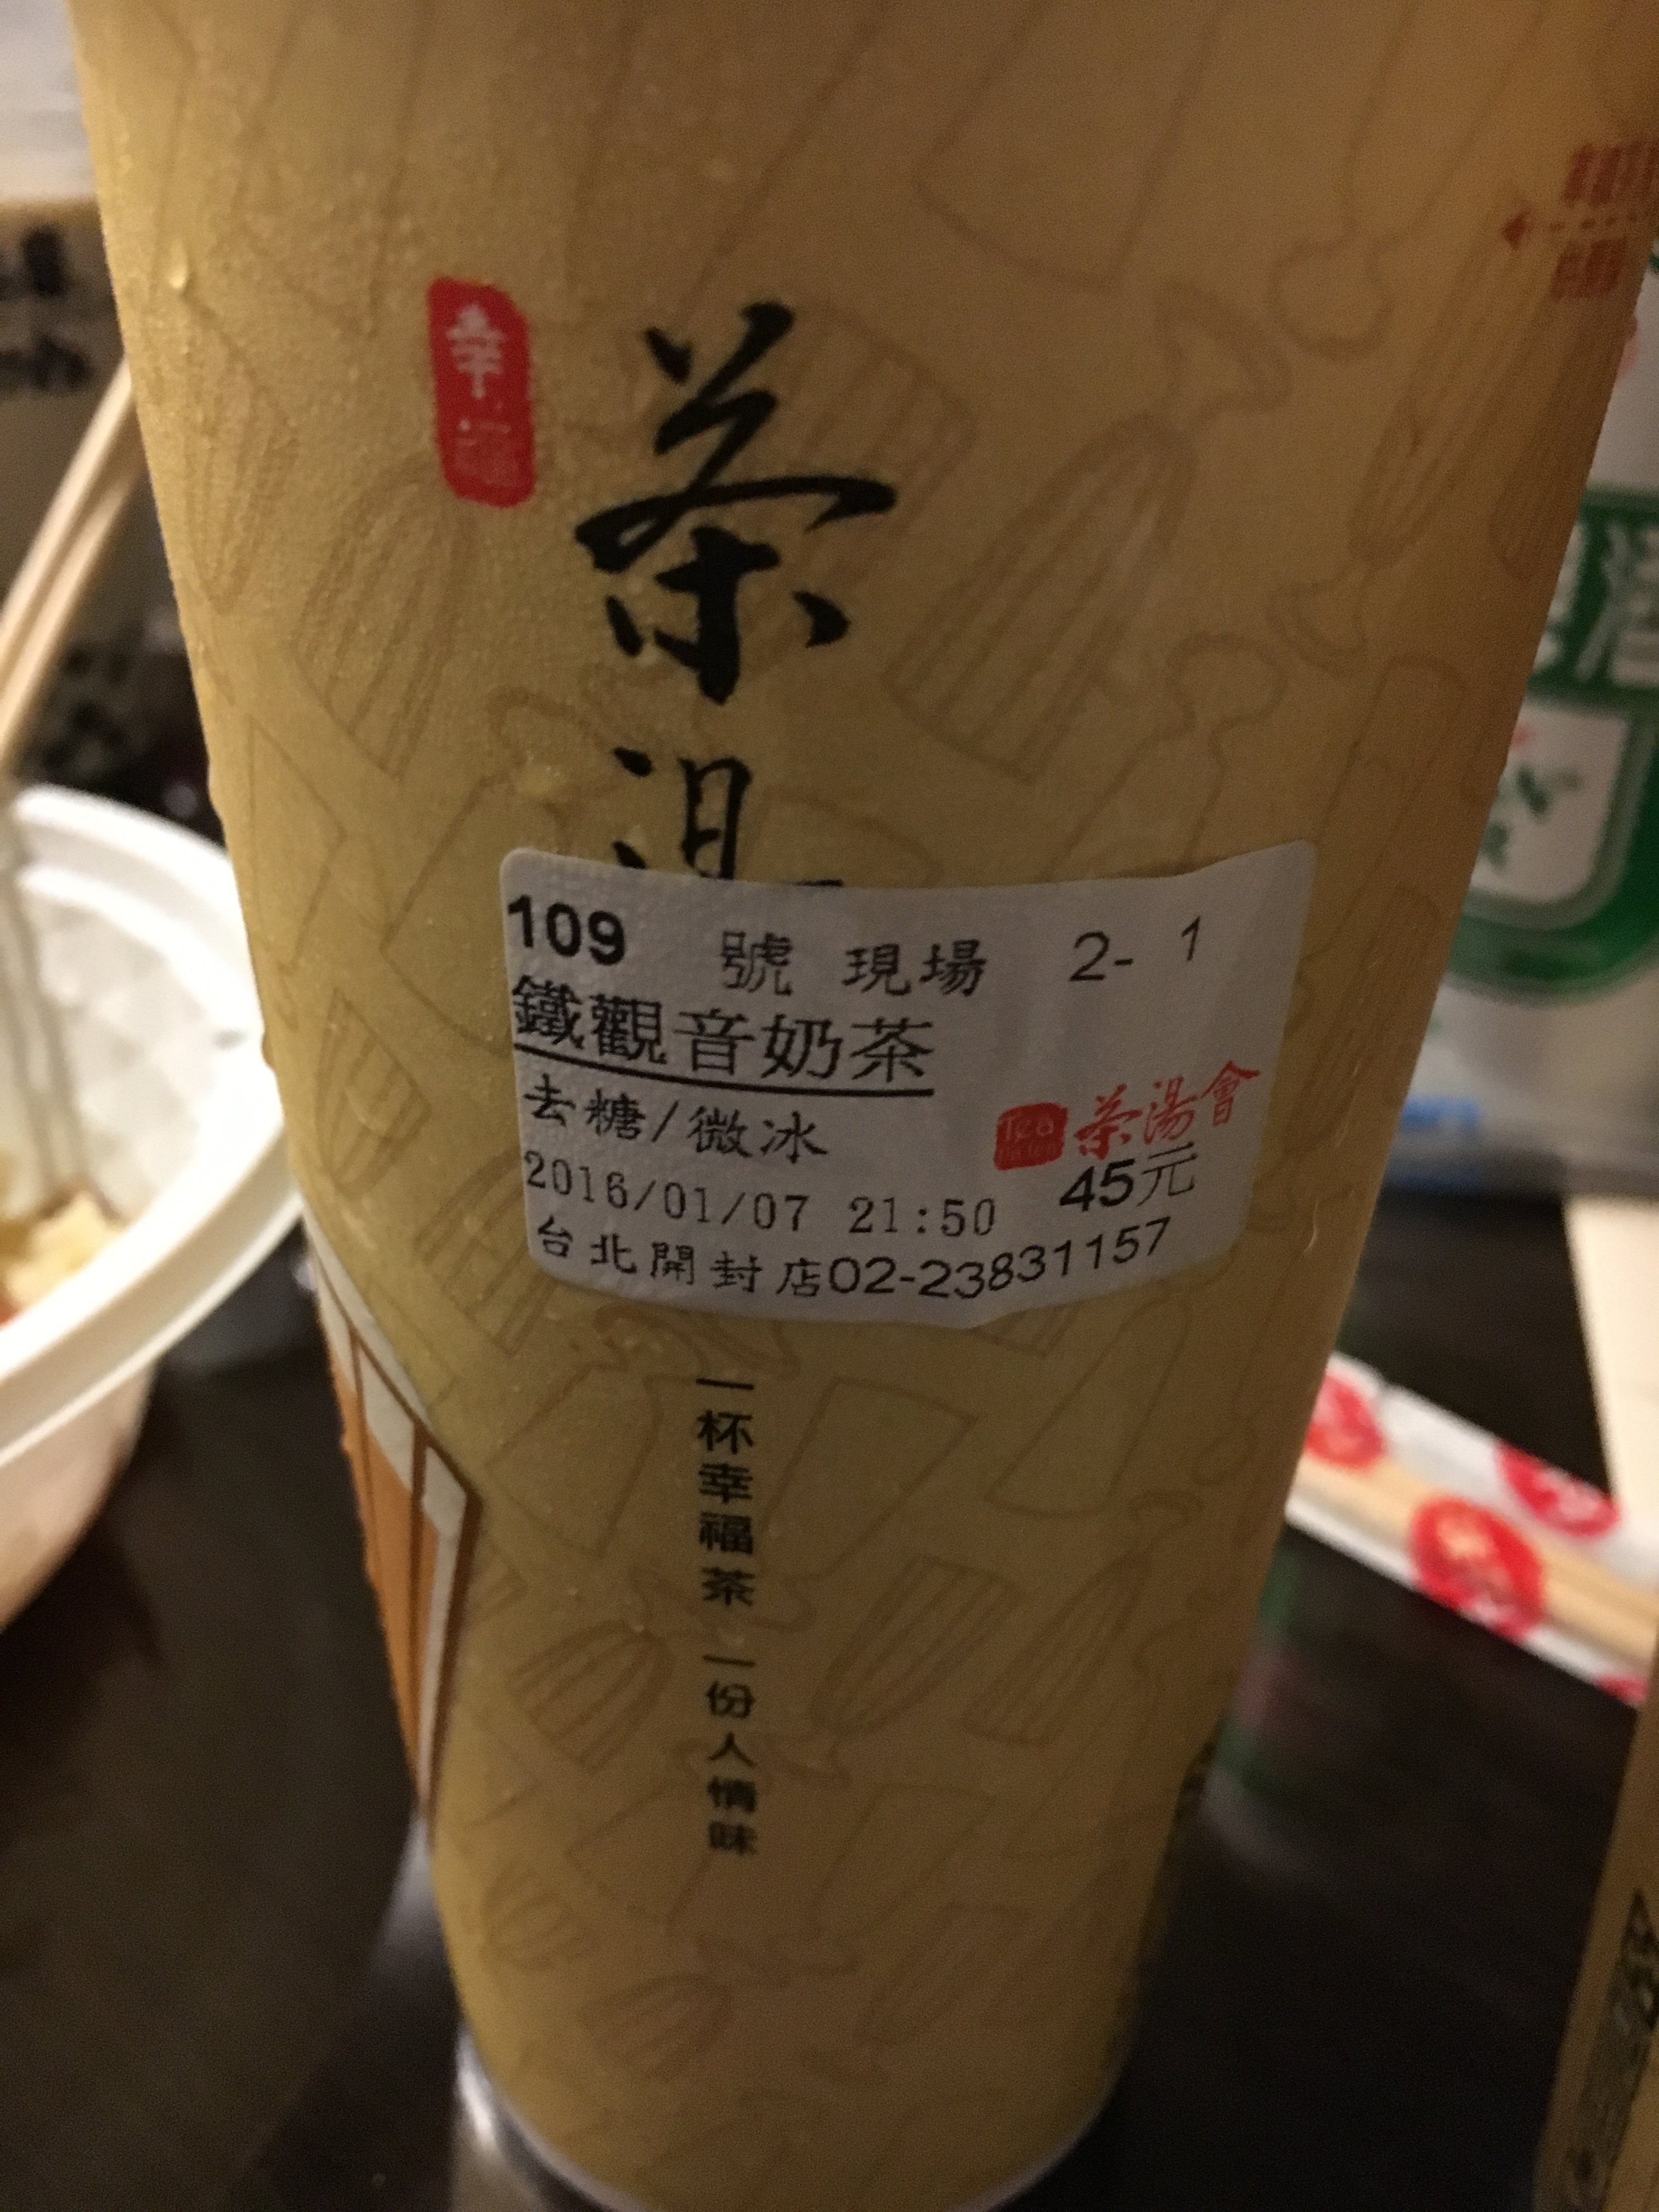 幸福
茶
109 號 現場 2- 1
鐵觀音奶茶
去糖/微冰
Tea 茶湯會
2016/01/07 21:50 45元
台北開封店02-23831157
一杯幸福茶 一份人情味